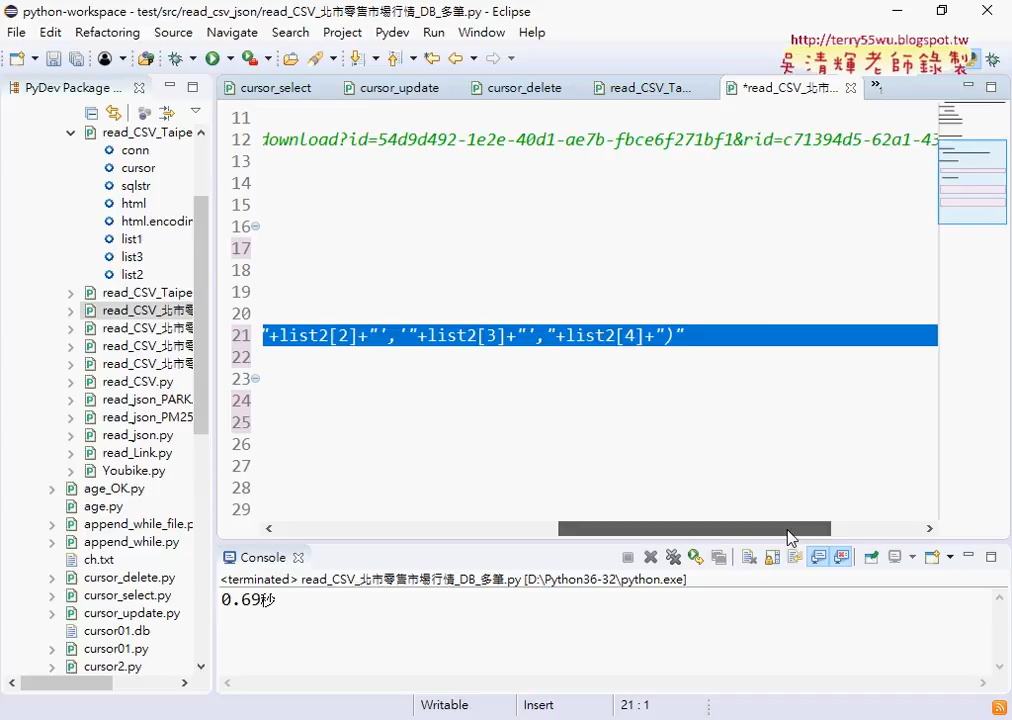 python-workspace - test/src/read_csv_json/read_CSV_北市零售市場行情_DB_多筆.py - Eclipse
File Edit Refactoring Source Navigate Search Project Pydev Run Window Help
http://terry55wu.blogspot.tw
吳清輝老師錄製
PyDev Package ...
cursor_select
cursor_update
cursor_delete
read_CSV_Ta...
*read_CSV_北市...
»1
read_CSV_Taipe
conn
cursor
sqlstr
html
html.encodin
list1
list3
list2
read_CSV_Taipe
read_CSV_北市零
read_CSV_北市零
read_CSV_北市零
read_CSV_北市零
read_CSV.py
read_json_PARK
read_json_PM25
read_json.py
read_Link.py
Youbike.py
age_OK.py
age.py
append_while_file.p
append_while.py
ch.txt
cursor_delete.py
cursor_select.py
cursor_update.py
cursor01.db
cursor01.py
cursor2.py
11
12 download?id=54d9d492-1e2e-40d1-ae7b-fbce6f271bf1&rid=c71394d5-62a1-43
13
14
15
16
17
18
19
20
21 "+list2[2]+"','"+list2[3]+"',"+list2[4]+")"
22
23
24
25
26
27
28
29
Console
<terminated> read_CSV_北市零售市場行情_DB_多筆.py [D:\Python36-32\python.exe]
0.69秒
Writable Insert 21 : 1